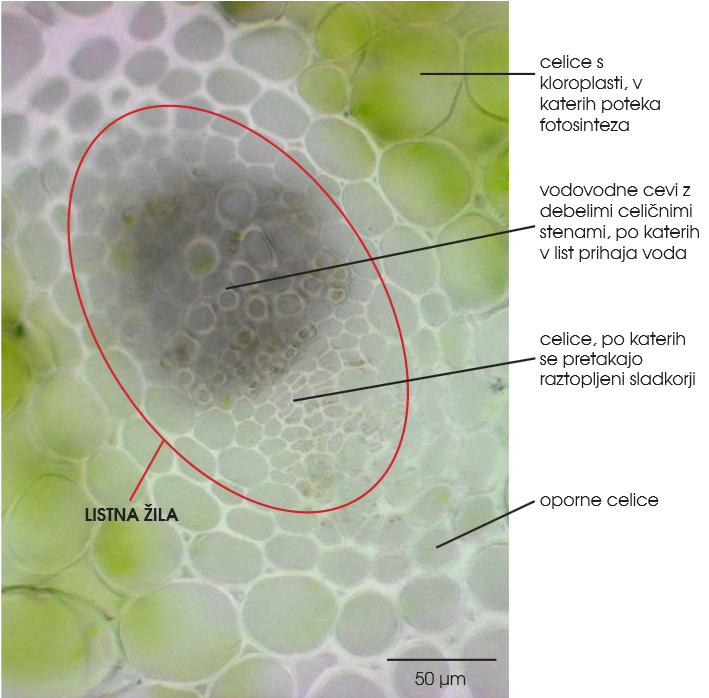 celice s
kloroplasti, v
katerih poteka
fotosinteza
vodovodne cevi z
debelimi celičnimi
stenami, po katerih
v list prihaja voda
celice, po katerih
se pretakajo
raztopljeni sladkorji
LISTNA ŽILA
oporne celice
50 µm